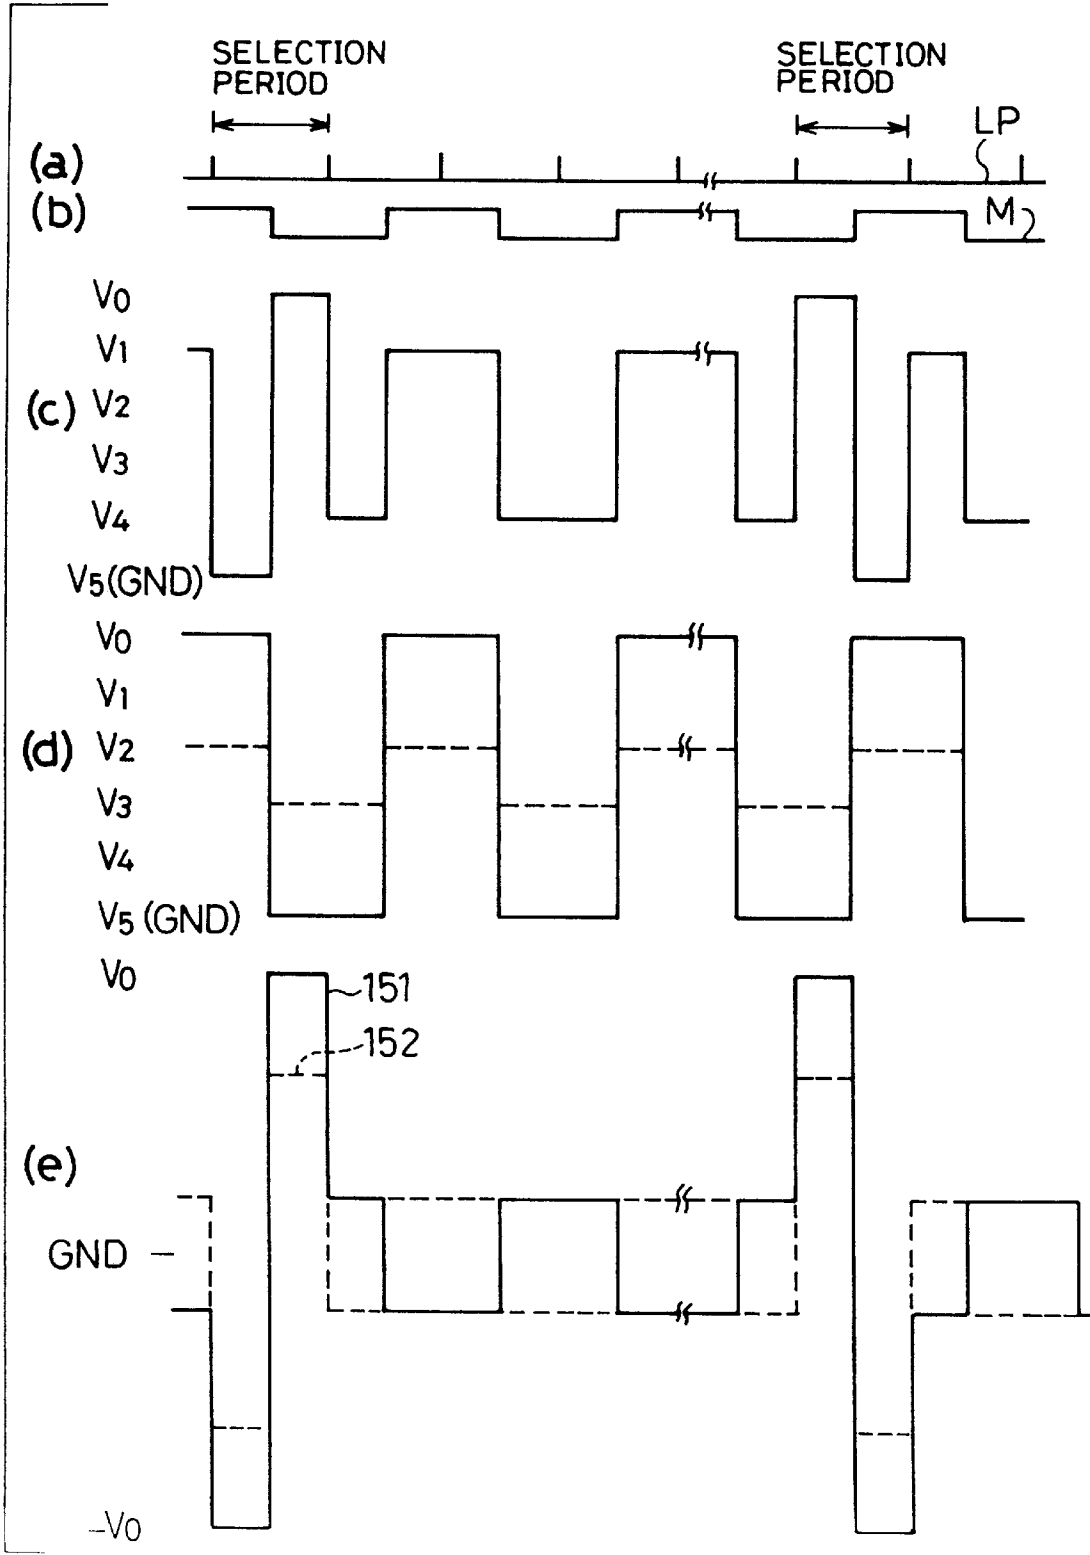 SELECTION
PERIOD
SELECTION
PERIOD
LP
(a)
(b)
M
V0
V1
(c)
V2
V3
V4
V5(GND)
V0
V1
(d)
V2
V3
V4
V5(GND)
V0
151
152
(e)
GND
-V0